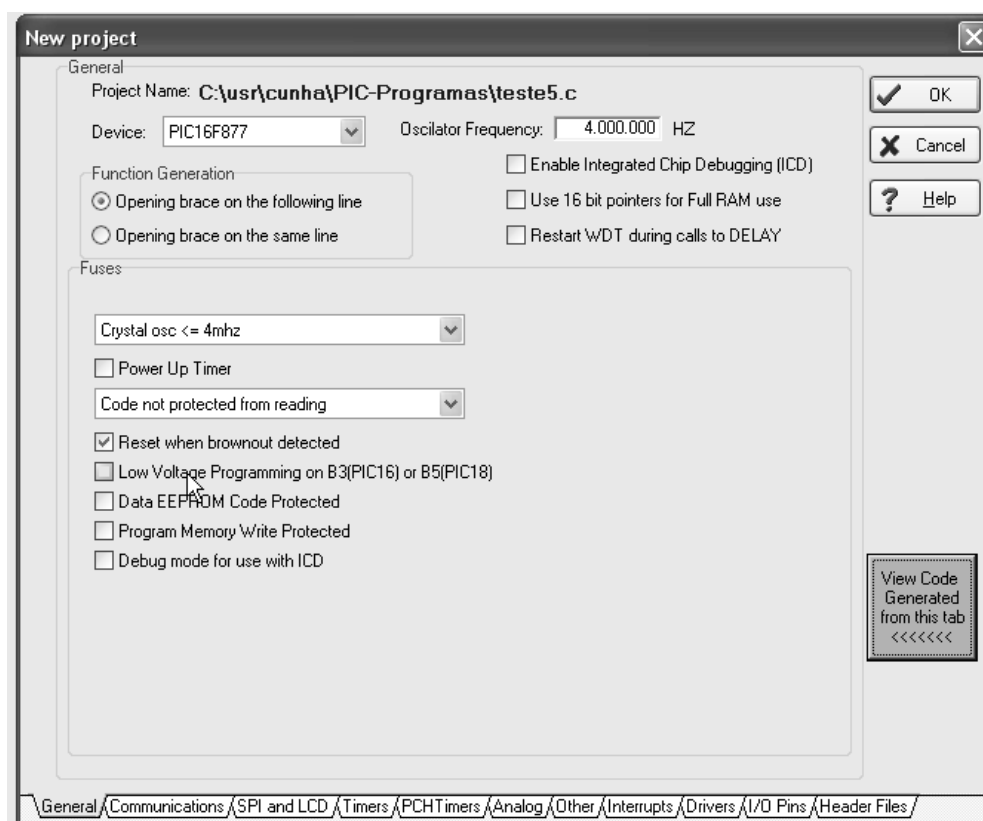 New project
General
Project Name: C:\usr\cunha\PIC-Programas\teste5.c
OK
Device: PIC16F877
Oscilator Frequency: 4.000.000 HZ
Cancel
Enable Integrated Chip Debugging (ICD)
Function Generation
Opening brace on the following line
Use 16 bit pointers for Full RAM use
Help
Opening brace on the same line
Restart WDT during calls to DELAY
Fuses
Crystal osc <= 4mhz
Power Up Timer
Code not protected from reading
Reset when brownout detected
Low Voltage Programming on B3(PIC16) or B5(PIC18)
Data EEPROM Code Protected
Program Memory Write Protected
Debug mode for use with ICD
View Code
Generated
from this tab
<<<<<<<
General Communications SPI and LCD Timers PCHTimers Analog Other Interrupts Drivers I/O Pins Header Files